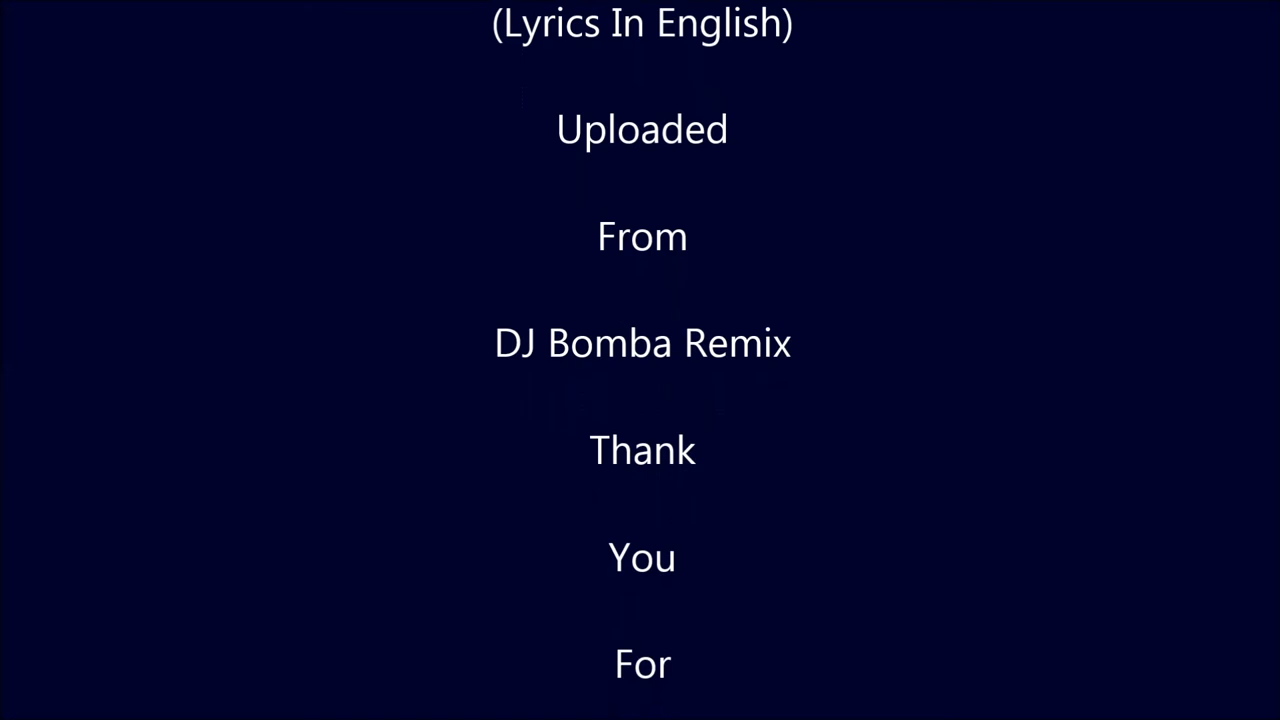 (Lyrics In English)
Uploaded
From
DJ Bomba Remix
Thank
You
For